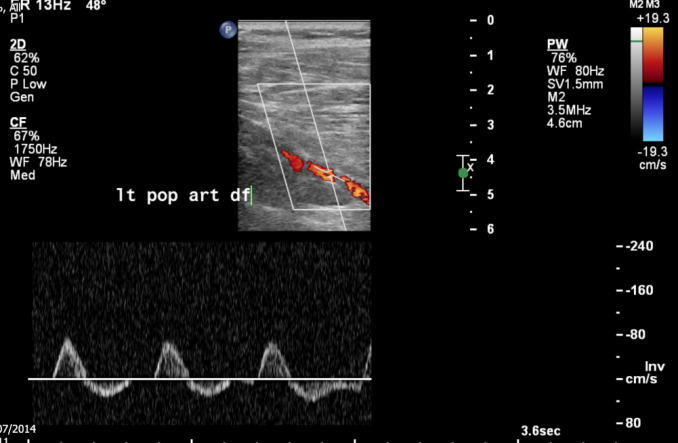 FR 13Hz 48°
P1
2D
62%
C 50
P Low
Gen
CF
67%
1750Hz
WF 78Hz
Med
P
lt pop art df
0
1
2
3
4
5
6
x
PW
76%
WF 80Hz
SV1.5mm
M2
3.5MHz
4.6cm
M2 M3
+19.3
-19.3
cm/s
-240
-160
-80
Inv
cm/s
80
07/2014
3.6sec